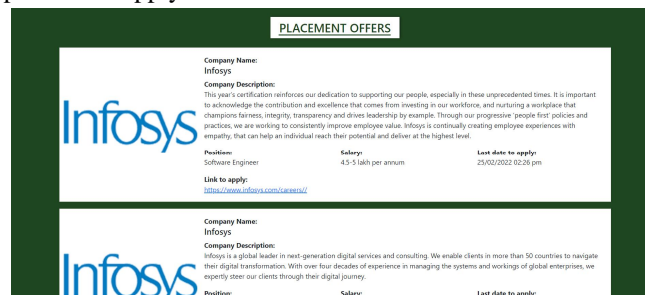 PLACEMENT OFFERS
Company Name:
Infosys
Company Description:
This year's certification reinforces our dedication to supporting our people, especially in these unprecedented times. It is important
to acknowledge the contribution and excellence that comes from investing in our workforce, and nurturing a workplace that
champions fairness, integrity, transparency and drives leadership by example. Through our progressive 'people first' policies and
practices, we are working to consistently improve employee value. Infosys is continually creating employee experiences with
empathy, that can help an individual reach their potential and deliver at the highest level.
Infosys
Position: Salary: Last date to apply:
Software Engineer 4.5-5 lakh per annum 25/02/2022 02:26 pm
Link to apply:
https://www.infosys.com/careers//
Company Name:
Infosys
Company Description:
Infosys is a global leader in next-generation digital services and consulting. We enable clients in more than 50 countries to navigate
their digital transformation. With over four decades of experience in managing the systems and workings of global enterprises, we
expertly steer our clients through their digital journey.
Infosys
Position: Salary: Last date to apply: